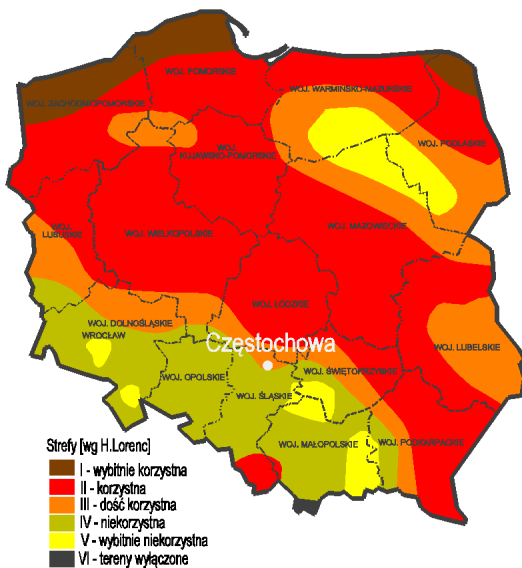 WOJ. POMORSKIE
WOJ. WARMIŃSKO-MAZURSKIE
WOJ. ZACHODNIOPOMORSKIE
WOJ. PODLASKIE
WOJ. KUJAWSKO-POMORSKIE
WOJ. LUBUSKIE
WOJ. WIELKOPOLSKIE
WOJ. MAZOWIECKIE
WOJ. ŁÓDZKIE
WOJ. DOLNOŚLĄSKIE
WROCŁAW
Częstochowa
WOJ. LUBELSKIE
WOJ. OPOLSKIE
WOJ. ŚWIĘTOKRZYSKIE
WOJ. ŚLĄSKIE
WOJ. MAŁOPOLSKIE
WOJ. PODKARPACKIE
Strefy [wg H.Lorenc]
I - wybitnie korzystna
II - korzystna
III - dość korzystna
IV - niekorzystna
V - wybitnie niekorzystna
VI - tereny wyłączone